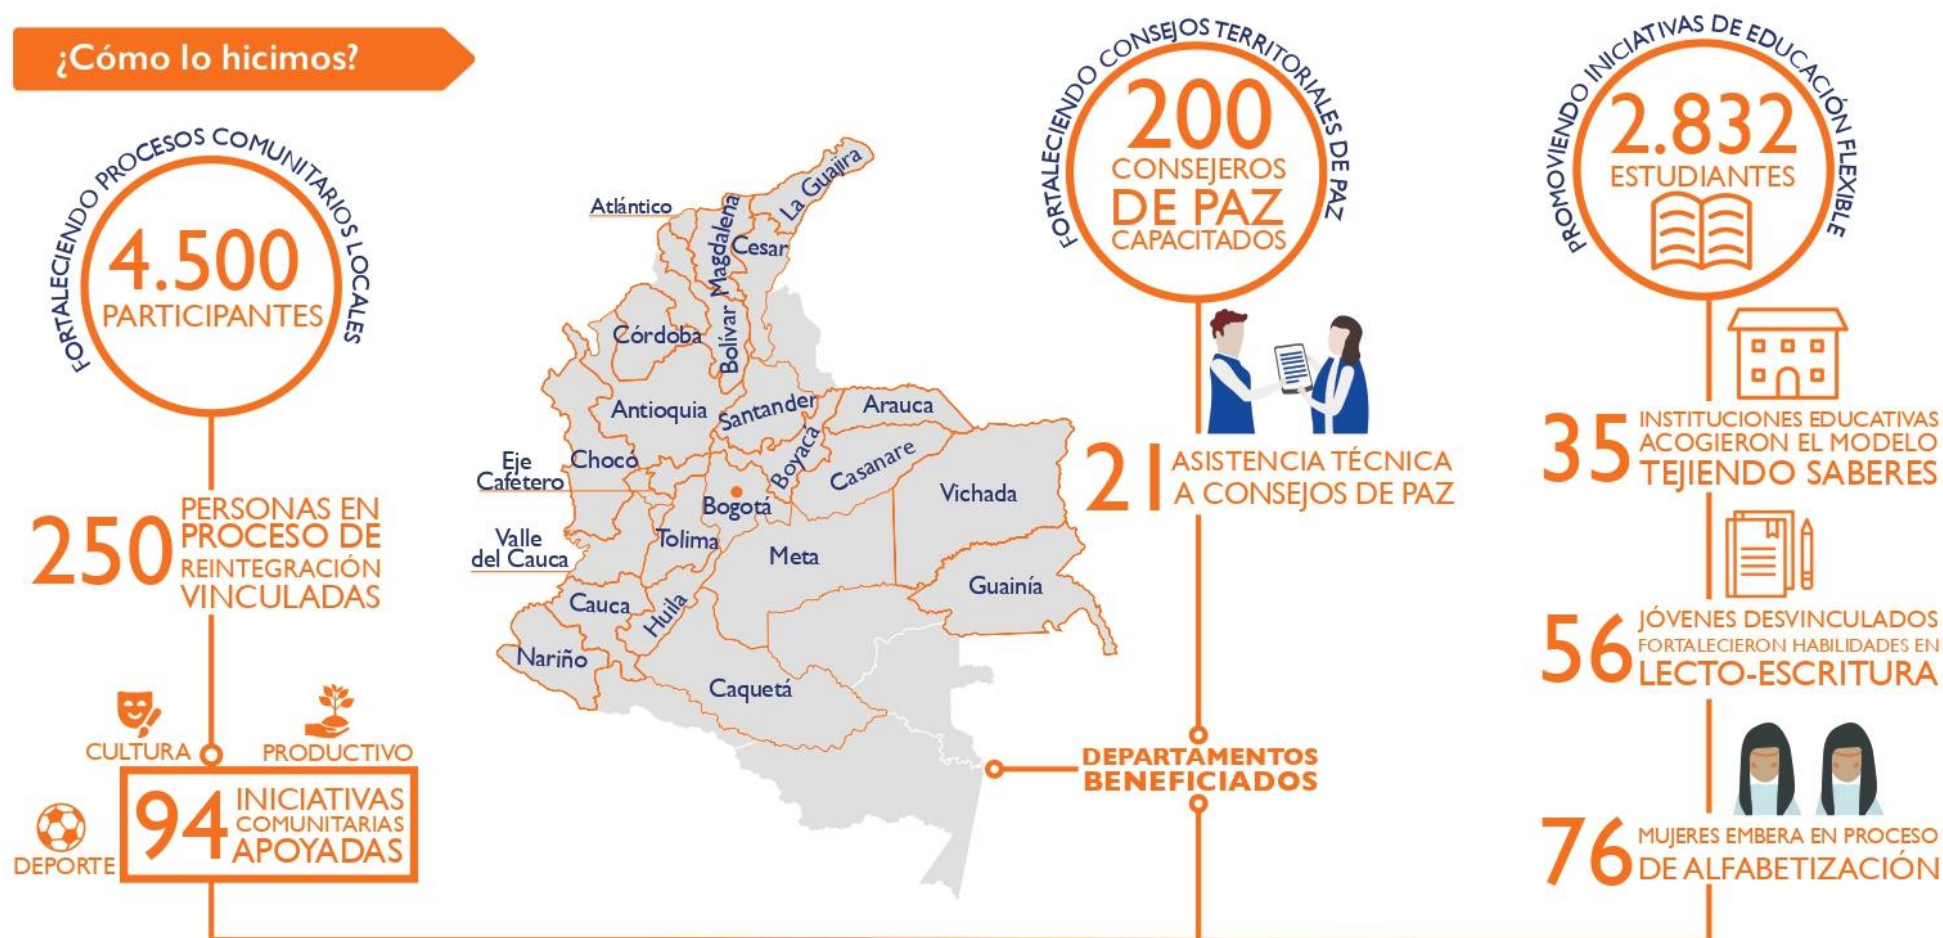 ¿Cómo lo hicimos?
FORTALECIENDO PROCESOS COMUNITARIOS LOCALES
4.500
PARTICIPANTES
250
PERSONAS EN
PROCESO DE
REINTEGRACIÓN
VINCULADAS
CULTURA
PRODUCTIVO
DEPORTE
94
INICIATIVAS
COMUNITARIAS
APOYADAS
Atlántico
La Guajira
Magdalena
Cesar
Bolívar
Córdoba
Antioquia
Santander
Arauca
Boyacá
Casanare
Chocó
Eje
Cafetero
Bogotá
Vichada
Valle
del Cauca
Tolima
Meta
Guainía
Cauca
Huila
Nariño
Caquetá
DEPARTAMENTOS
BENEFICIADOS
FORTALECIENDO CONSEJOS TERRITORIALES DE PAZ
200
CONSEJEROS
DE PAZ
CAPACITADOS
21
ASISTENCIA TÉCNICA
A CONSEJOS DE PAZ
PROMOVIENDO INICIATIVAS DE EDUCACIÓN FLEXIBLE
2.832
ESTUDIANTES
35
INSTITUCIONES EDUCATIVAS
ACOGIERON EL MODELO
TEJIENDO SABERES
56
JÓVENES DESVINCULADOS
FORTALECIERON HABILIDADES EN
LECTO-ESCRITURA
76
MUJERES EMBERA EN PROCESO
DE ALFABETIZACIÓN